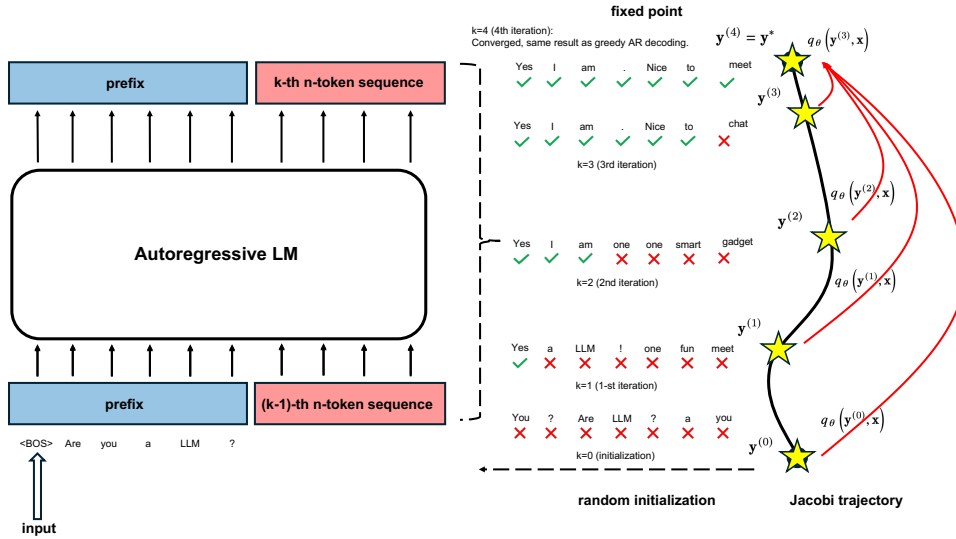 fixed point
k=4 (4th iteration):
Converged, same result as greedy AR decoding.
y^(4) = y*
q_θ (y^(3), x)
Yes I am . Nice to meet
prefix
k-th n-token sequence
y^(3)
Yes I am . Nice to chat
k=3 (3rd iteration)
q_θ (y^(2), x)
y^(2)
Autoregressive LM
Yes I am one one smart gadget
k=2 (2nd iteration)
q_θ (y^(1), x)
y^(1)
Yes a LLM ! one fun meet
k=1 (1-st iteration)
prefix
(k-1)-th n-token sequence
You ? Are LLM ? a you
q_θ (y^(0), x)
<BOS> Are you a LLM ?
y^(0)
k=0 (initialization)
random initialization
Jacobi trajectory
input